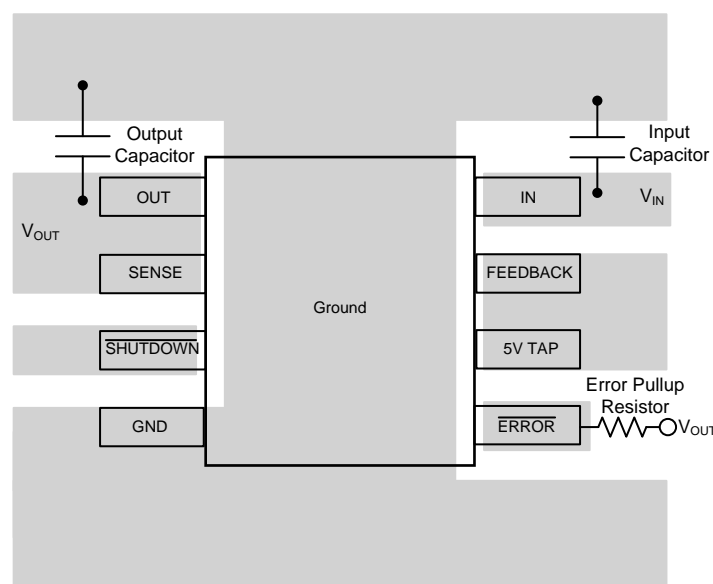 Output
Capacitor
Input
Capacitor
OUT
IN
VIN
VOUT
SENSE
FEEDBACK
Ground
SHUTDOWN
5V TAP
Error Pullup
Resistor
GND
ERROR
VOUT